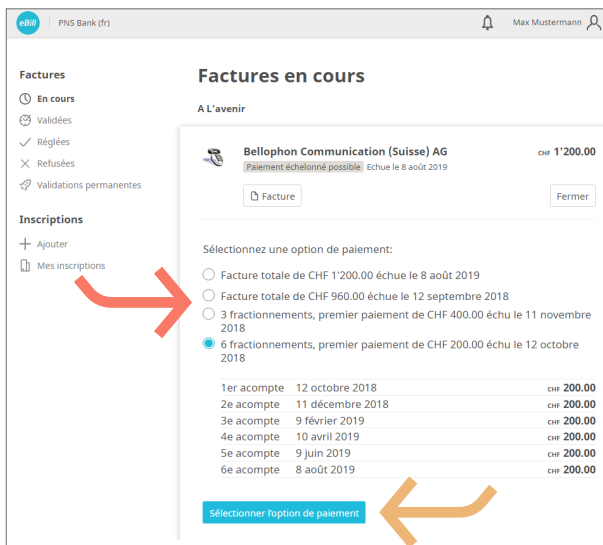 eBill PNS Bank (fr) Max Mustermann
Factures
En cours
Validées
Réglées
Refusées
Validations permanentes
Inscriptions
Ajouter
Mes inscriptions
Factures en cours
A L'avenir
Bellophon Communication (Suisse) AG CHF 1'200.00
Paiement échelonné possible Echue le 8 août 2019
Facture Fermer
Sélectionnez une option de paiement:
Facture totale de CHF 1'200.00 échue le 8 août 2019
Facture totale de CHF 960.00 échue le 12 septembre 2018
3 fractionnements, premier paiement de CHF 400.00 échu le 11 novembre
2018
6 fractionnements, premier paiement de CHF 200.00 échu le 12 octobre
2018
1er acompte 12 octobre 2018 CHF 200.00
2e acompte 11 décembre 2018 CHF 200.00
3e acompte 9 février 2019 CHF 200.00
4e acompte 10 avril 2019 CHF 200.00
5e acompte 9 juin 2019 CHF 200.00
6e acompte 8 août 2019 CHF 200.00
Sélectionner l'option de paiement